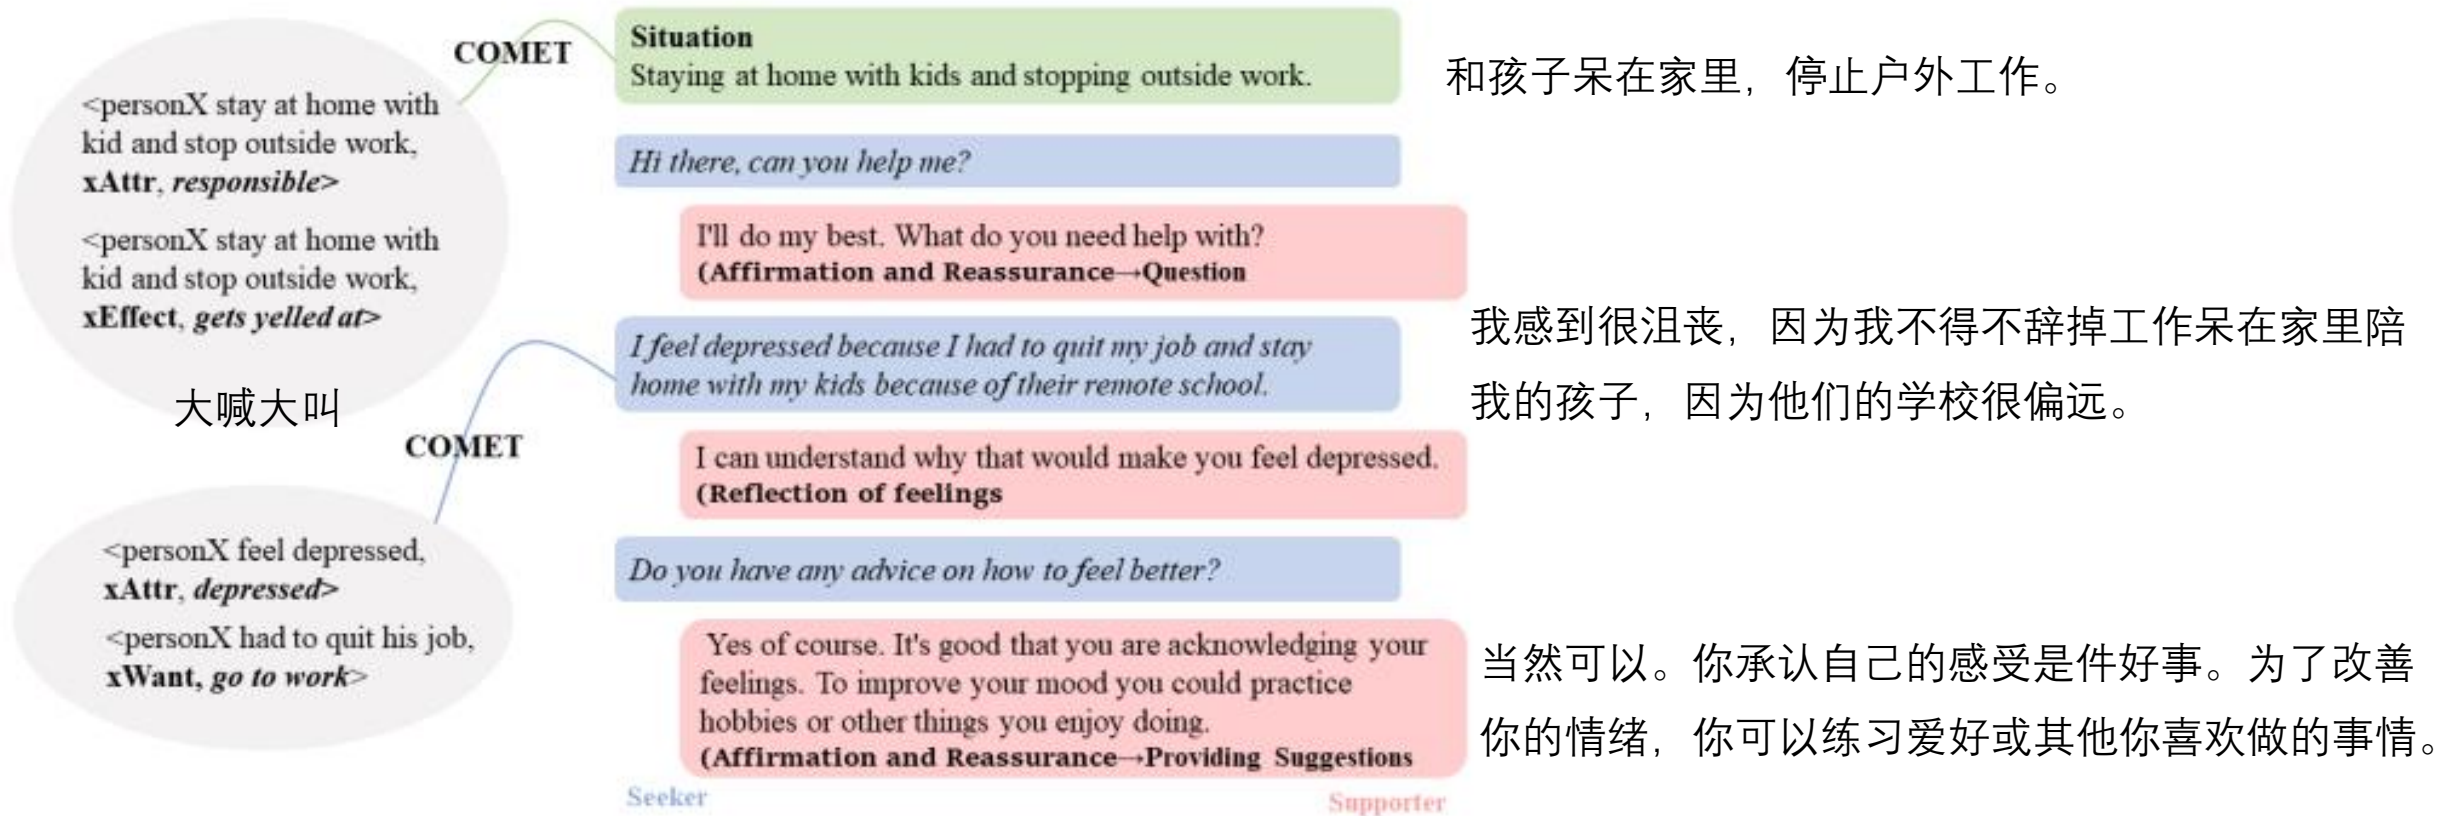 COMET
<personX stay at home with
kid and stop outside work,
xAttr, responsible>
<personX stay at home with
kid and stop outside work,
xEffect, gets yelled at>
大喊大叫
COMET
<personX feel depressed,
xAttr, depressed>
<personX had to quit his job,
xWant, go to work>
Situation
Staying at home with kids and stopping outside work.
和孩子呆在家里，停止户外工作。
Hi there, can you help me?
I'll do my best. What do you need help with?
(Affirmation and Reassurance→Question
I feel depressed because I had to quit my job and stay
home with my kids because of their remote school.
我感到很沮丧，因为我不得不辞掉工作呆在家里陪
我的孩子，因为他们的学校很偏远。
I can understand why that would make you feel depressed.
(Reflection of feelings
Do you have any advice on how to feel better?
Yes of course. It's good that you are acknowledging your
feelings. To improve your mood you could practice
hobbies or other things you enjoy doing.
(Affirmation and Reassurance→Providing Suggestions
当然可以。你承认自己的感受是件好事。为了改善
你的情绪，你可以练习爱好或其他你喜欢做的事情。
Seeker
Supporter